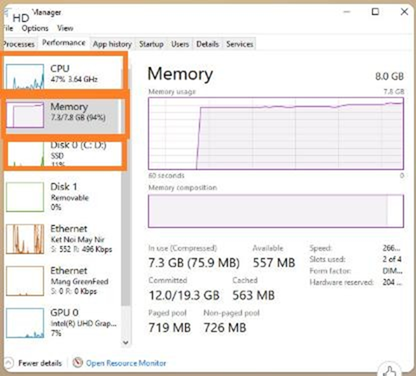 HD Manager
File Options View
Processes Performance App history Startup Users Details Services
CPU
47% 3.64 GHz
Memory
7.3/7.8 GB (94%)
Disk 0 (C: D:)
SSD
11%
Disk 1
Removable
0%
Ethernet
Ket Noi May Nir
S: 552 R: 496 Kbps
Ethernet
Mang GreenFeed
S: 0 R: 0 Kbps
GPU 0
Intel(R) UHD Grap...
7%
Memory 8.0 GB
Memory usage 7.8 GB
60 seconds 0
Memory composition
In use (Compressed) Available
7.3 GB (75.9 MB) 557 MB
Committed Cached
12.0/19.3 GB 563 MB
Paged pool Non-paged pool
719 MB 726 MB
Speed: 266...
Slots used: 2 of 4
Form factor: DIM...
Hardware reserved: 204 ...
Fewer details Open Resource Monitor